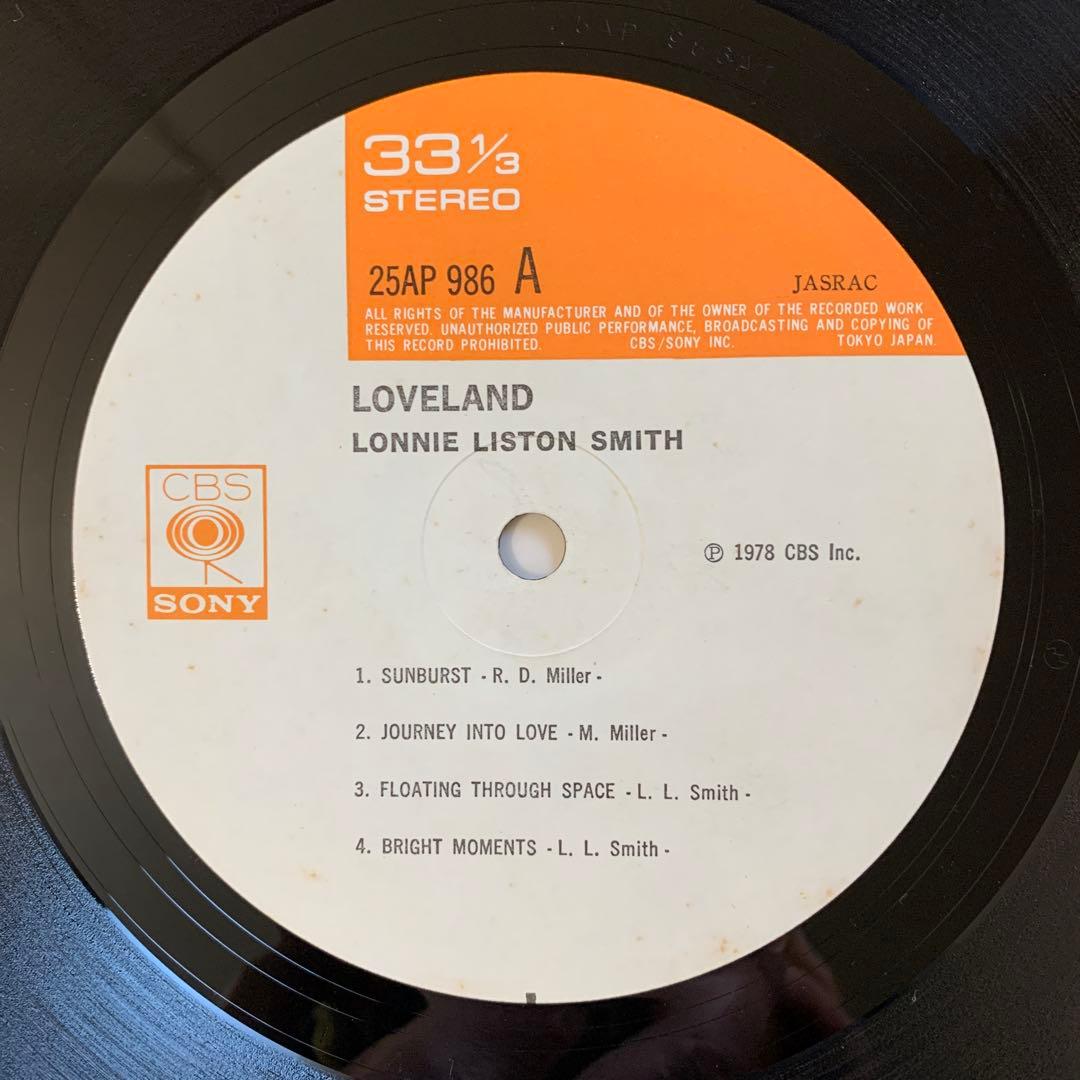 33 1/3
STEREO
25AP 986 A
JASRAC
ALL RIGHTS OF THE MANUFACTURER AND OF THE OWNER OF THE RECORDED WORK
RESERVED. UNAUTHORIZED PUBLIC PERFORMANCE, BROADCASTING AND COPYING OF
THIS RECORD PROHIBITED. CBS/SONY INC. TOKYO JAPAN.
LOVELAND
LONNIE LISTON SMITH
CBS
SONY
℗ 1978 CBS Inc.
1. SUNBURST - R. D. Miller -
2. JOURNEY INTO LOVE - M. Miller -
3. FLOATING THROUGH SPACE - L. L. Smith -
4. BRIGHT MOMENTS - L. L. Smith -